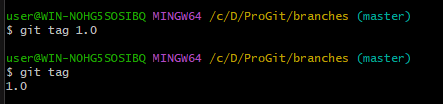 user@WIN-NOHG5SOSIBQ MINGW64 /c/D/ProGit/branches (master)
$ git tag 1.0
user@WIN-NOHG5SOSIBQ MINGW64 /c/D/ProGit/branches (master)
$ git tag
1.0